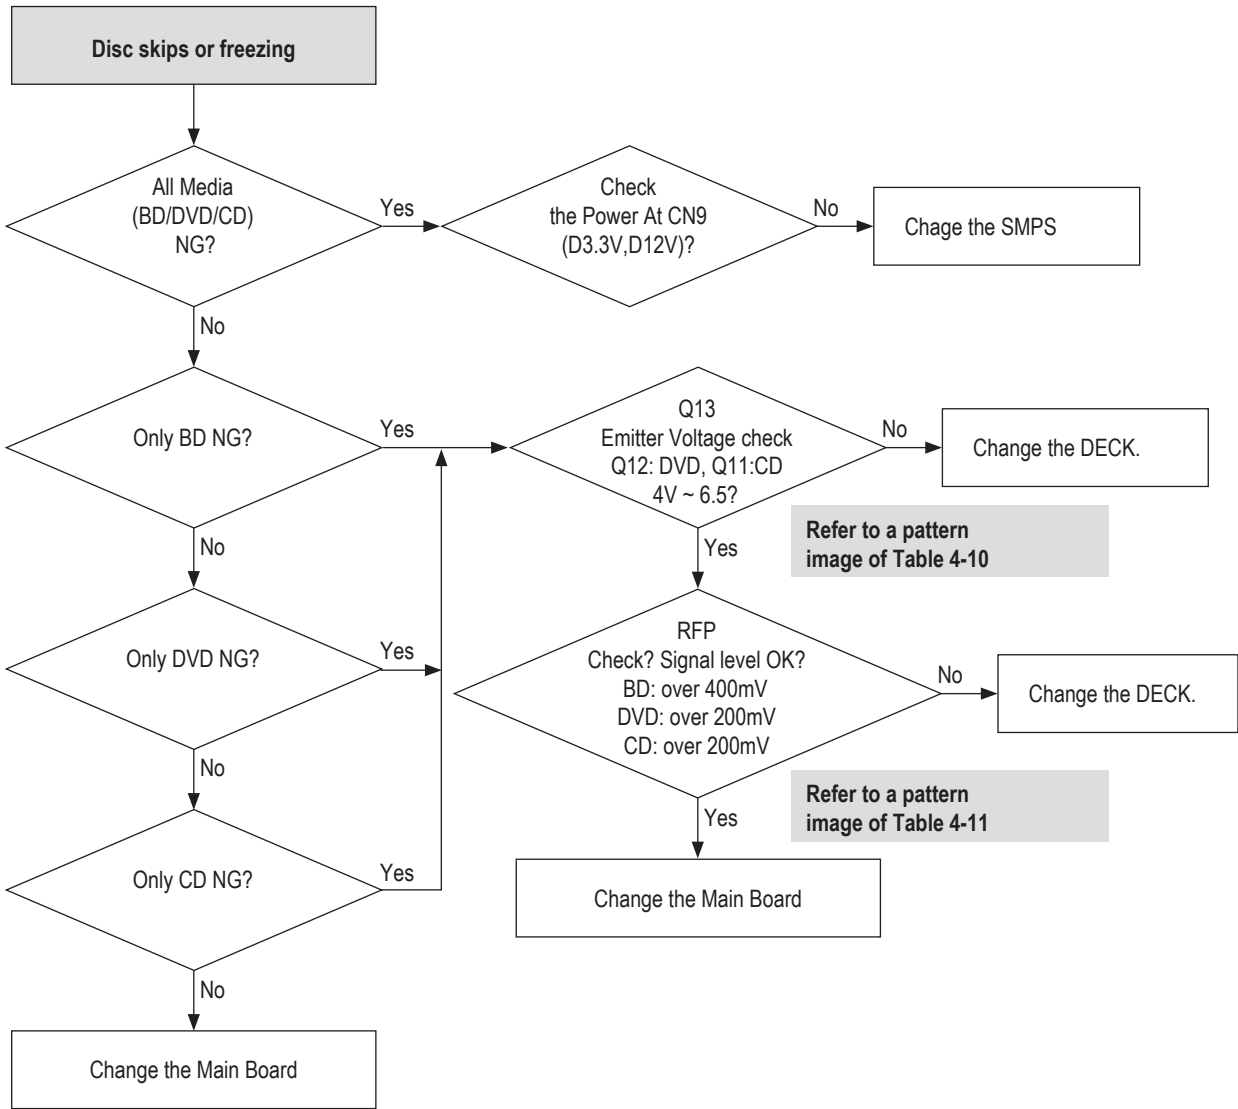 Disc skips or freezing
All Media
(BD/DVD/CD)
NG?
Yes
Check
the Power At CN9
(D3.3V,D12V)?
No
Chage the SMPS
No
Only BD NG?
Yes
Q13
Emitter Voltage check
Q12: DVD, Q11:CD
4V ~ 6.5?
No
Change the DECK.
Refer to a pattern
image of Table 4-10
Yes
No
Only DVD NG?
Yes
RFP
Check? Signal level OK?
BD: over 400mV
DVD: over 200mV
CD: over 200mV
No
Change the DECK.
Refer to a pattern
image of Table 4-11
Yes
Change the Main Board
No
Only CD NG?
Yes
No
Change the Main Board